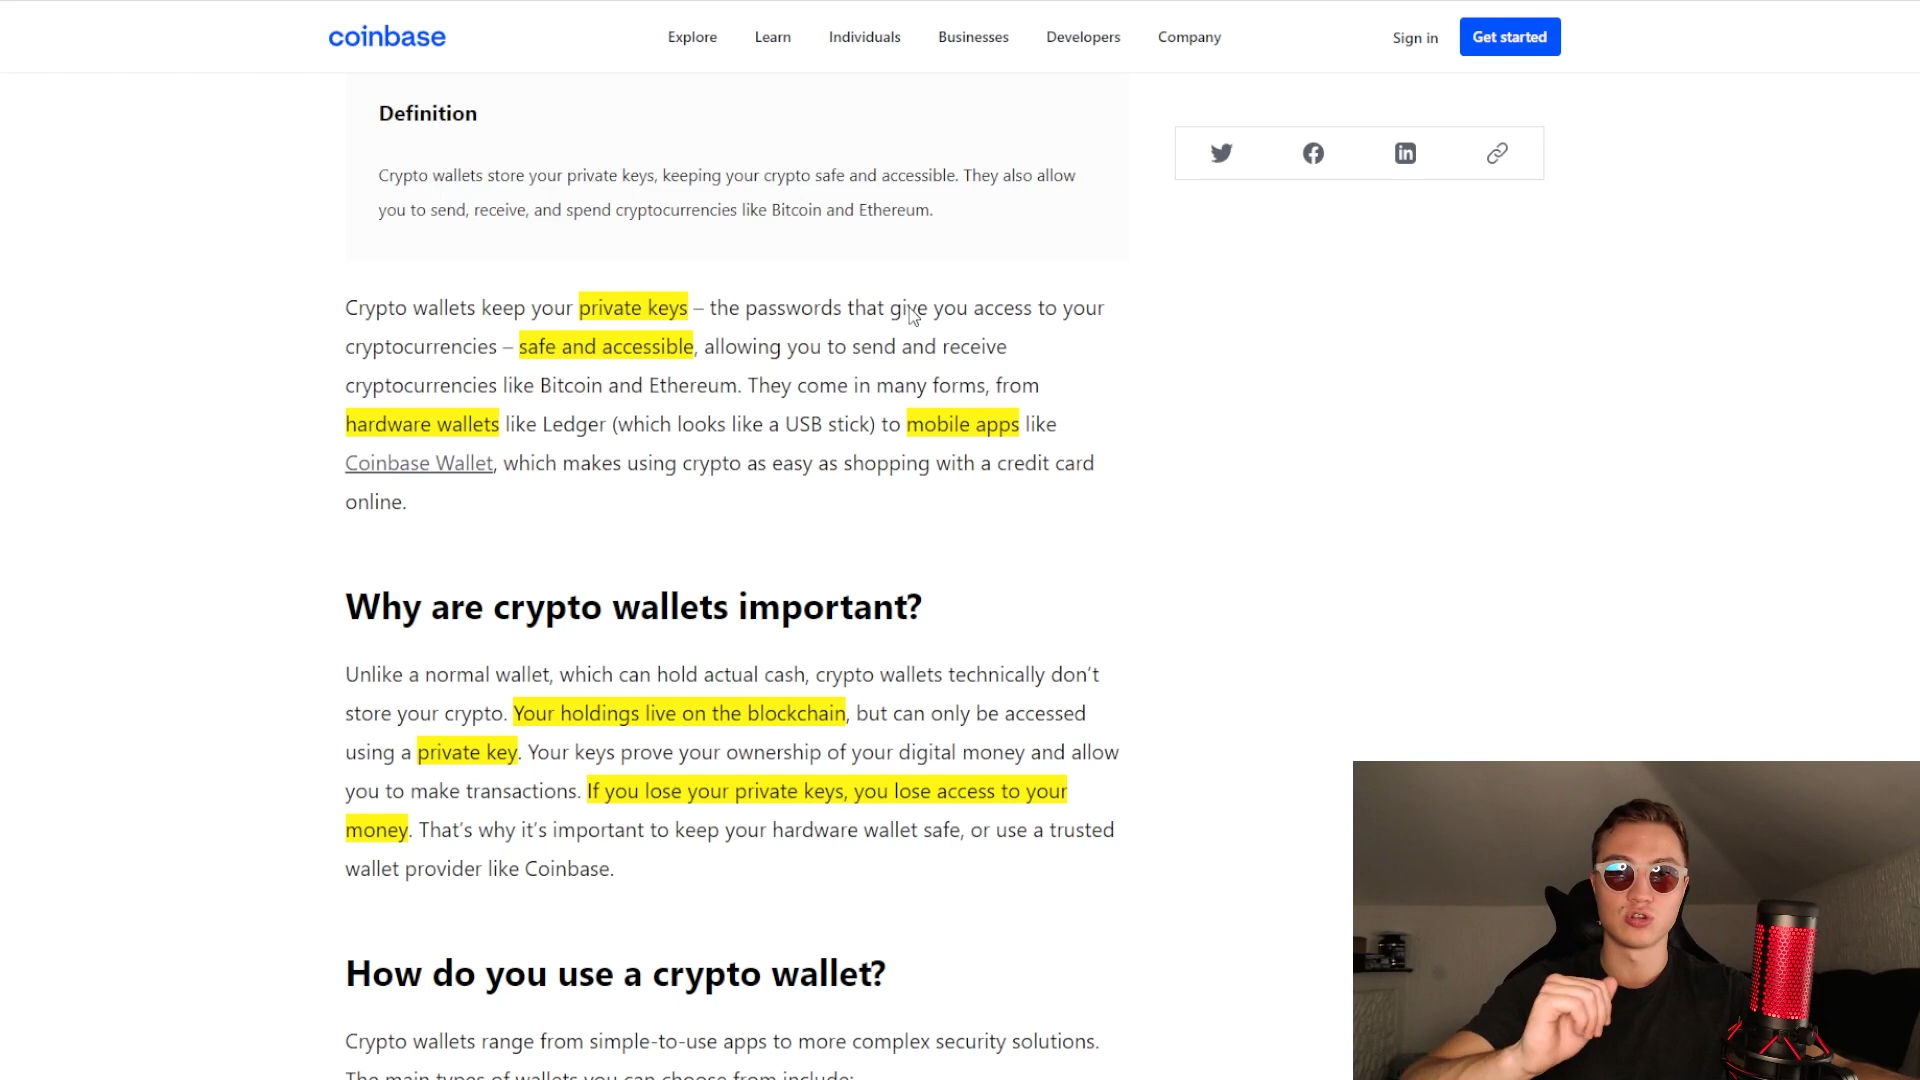 coinbase
Explore Learn Individuals Businesses Developers Company Sign in Get started
Definition
Crypto wallets store your private keys, keeping your crypto safe and accessible. They also allow
you to send, receive, and spend cryptocurrencies like Bitcoin and Ethereum.
Crypto wallets keep your private keys – the passwords that give you access to your
cryptocurrencies – safe and accessible, allowing you to send and receive
cryptocurrencies like Bitcoin and Ethereum. They come in many forms, from
hardware wallets like Ledger (which looks like a USB stick) to mobile apps like
Coinbase Wallet, which makes using crypto as easy as shopping with a credit card
online.
Why are crypto wallets important?
Unlike a normal wallet, which can hold actual cash, crypto wallets technically don’t
store your crypto. Your holdings live on the blockchain, but can only be accessed
using a private key. Your keys prove your ownership of your digital money and allow
you to make transactions. If you lose your private keys, you lose access to your
money. That’s why it’s important to keep your hardware wallet safe, or use a trusted
wallet provider like Coinbase.
How do you use a crypto wallet?
Crypto wallets range from simple-to-use apps to more complex security solutions.
The main types of wallets you can choose from include: